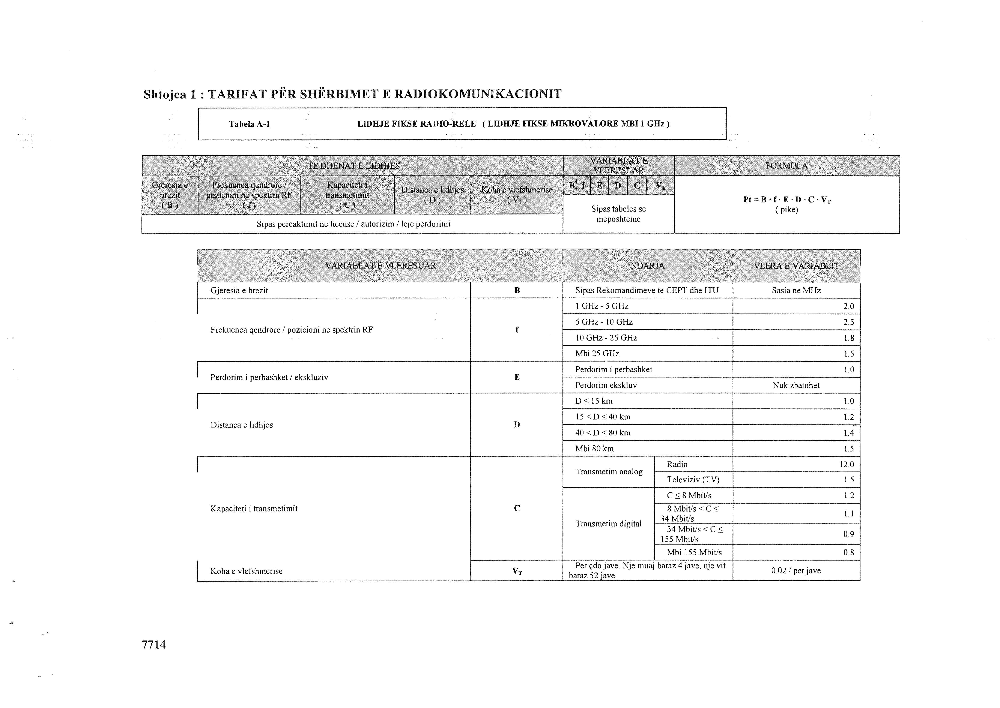 Shtojca 1 : TARIFAT PËR SHËRBIMET E RADIOKOMUNIKACIONIT
Tabela A-1 LIDHJE FIKSE RADIO-RELE ( LIDHJE FIKSE MIKROVALORE MBI 1 GHz )
TE DHENAT E LIDHJES
VARIABLAT E
VLERESUAR
FORMULA
Gjeresia e
brezit
( B )
Frekuenca qendrore /
pozicioni ne spektrin RF
( f )
Kapaciteti i
transmetimit
( C )
Distanca e lidhjes
( D )
Koha e vlefshmerise
( VT )
B f E D C VT
Sipas tabeles se
meposhteme
Pt = B · f · E · D · C · VT
( pike)
Sipas percaktimit ne license / autorizim / leje perdorimi
VARIABLAT E VLERESUAR NDARJA VLERA E VARIABLIT
Gjeresia e brezit B Sipas Rekomandimeve te CEPT dhe ITU Sasia ne MHz
Frekuenca qendrore / pozicioni ne spektrin RF f
1 GHz - 5 GHz 2.0
5 GHz - 10 GHz 2.5
10 GHz - 25 GHz 1.8
Mbi 25 GHz 1.5
Perdorim i perbashket / ekskluziv E
Perdorim i perbashket 1.0
Perdorim ekskluv Nuk zbatohet
Distanca e lidhjes D
D ≤ 15 km 1.0
15 < D ≤ 40 km 1.2
40 < D ≤ 80 km 1.4
Mbi 80 km 1.5
Kapaciteti i transmetimit C
Transmetim analog
Radio 12.0
Televiziv (TV) 1.5
Transmetim digital
C ≤ 8 Mbit/s 1.2
8 Mbit/s < C ≤
34 Mbit/s
1.1
34 Mbit/s < C ≤
155 Mbit/s
0.9
Mbi 155 Mbit/s 0.8
Koha e vlefshmerise VT
Per çdo jave. Nje muaj baraz 4 jave, nje vit
baraz 52 jave
0.02 / per jave
7714